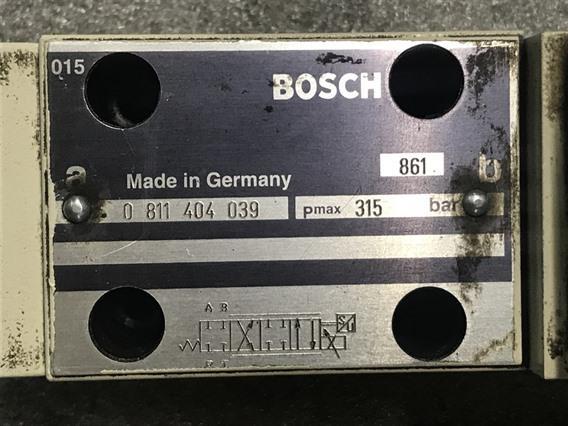 015
BOSCH
a
861
b
Made in Germany
0 811 404 039
pmax 315 bar
A B
P T